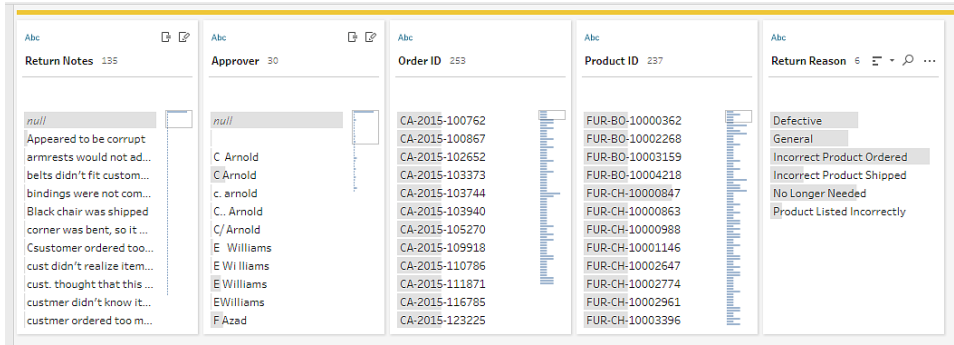 Abc
Return Notes 135
null
Appeared to be corrupt
armrests would not ad...
belts didn't fit custom...
bindings were not com...
Black chair was shipped
corner was bent, so it ...
Csustomer ordered too...
cust didn't realize item...
cust. thought that this ...
custmer didn't know it...
custmer ordered too m...
Abc
Approver 30
null
C Arnold
C Arnold
c. arnold
C.. Arnold
C/ Arnold
E  Williams
E Wi lliams
E Williams
EWilliams
F Azad
Abc
Order ID 253
CA-2015-100762
CA-2015-100867
CA-2015-102652
CA-2015-103373
CA-2015-103744
CA-2015-103940
CA-2015-105270
CA-2015-109918
CA-2015-110786
CA-2015-111871
CA-2015-116785
CA-2015-123225
Abc
Product ID 237
FUR-BO-10000362
FUR-BO-10002268
FUR-BO-10003159
FUR-BO-10004218
FUR-CH-10000847
FUR-CH-10000863
FUR-CH-10000988
FUR-CH-10001146
FUR-CH-10002647
FUR-CH-10002774
FUR-CH-10002961
FUR-CH-10003396
Abc
Return Reason 6
Defective
General
Incorrect Product Ordered
Incorrect Product Shipped
No Longer Needed
Product Listed Incorrectly